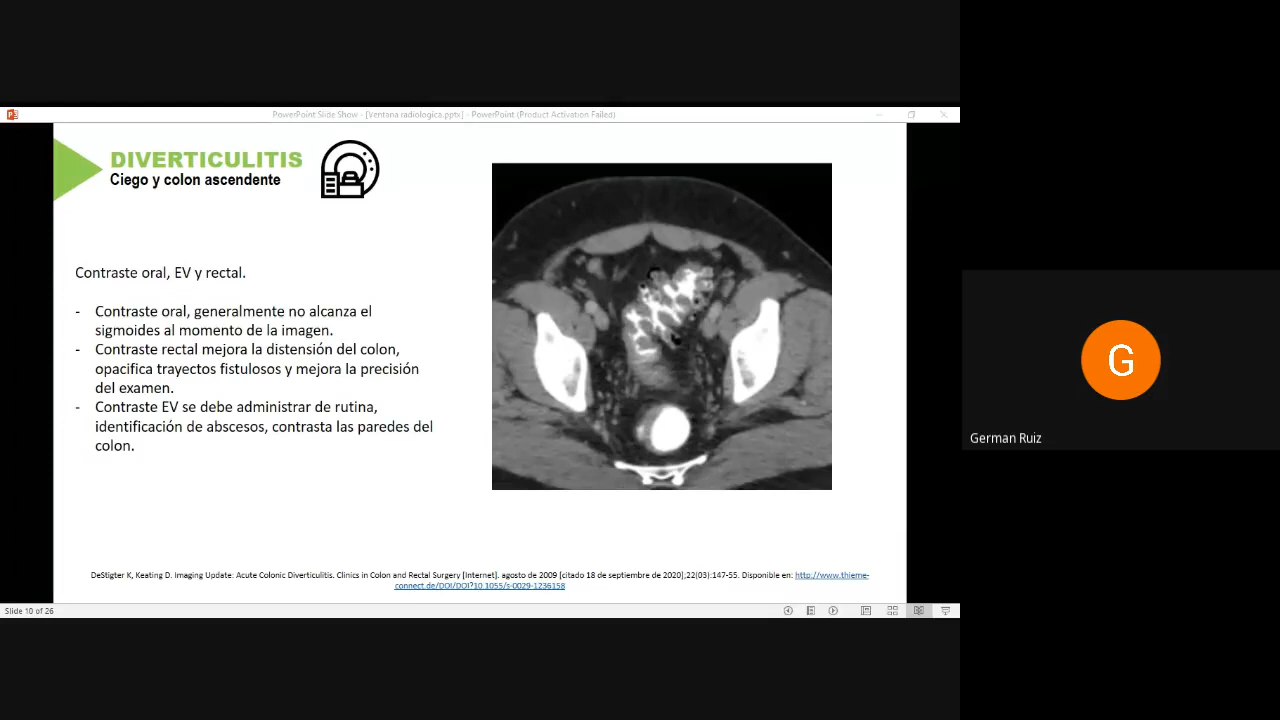 PowerPoint Slide Show - [Ventana radiologica.pptx] - PowerPoint (Product Activation Failed)
DIVERTICULITIS
Ciego y colon ascendente
Contraste oral, EV y rectal.
- Contraste oral, generalmente no alcanza el
sigmoides al momento de la imagen.
- Contraste rectal mejora la distensión del colon,
opacifica trayectos fistulosos y mejora la precisión
del examen.
- Contraste EV se debe administrar de rutina,
identificación de abscesos, contrasta las paredes del
colon.
DeStigter K, Keating D. Imaging Update: Acute Colonic Diverticulitis. Clinics in Colon and Rectal Surgery [Internet]. agosto de 2009 [citado 18 de septiembre de 2020];22(03):147-55. Disponible en: http://www.thieme-
connect.de/DOI/DOI?10.1055/s-0029-1236158
Slide 10 of 26
G
German Ruiz